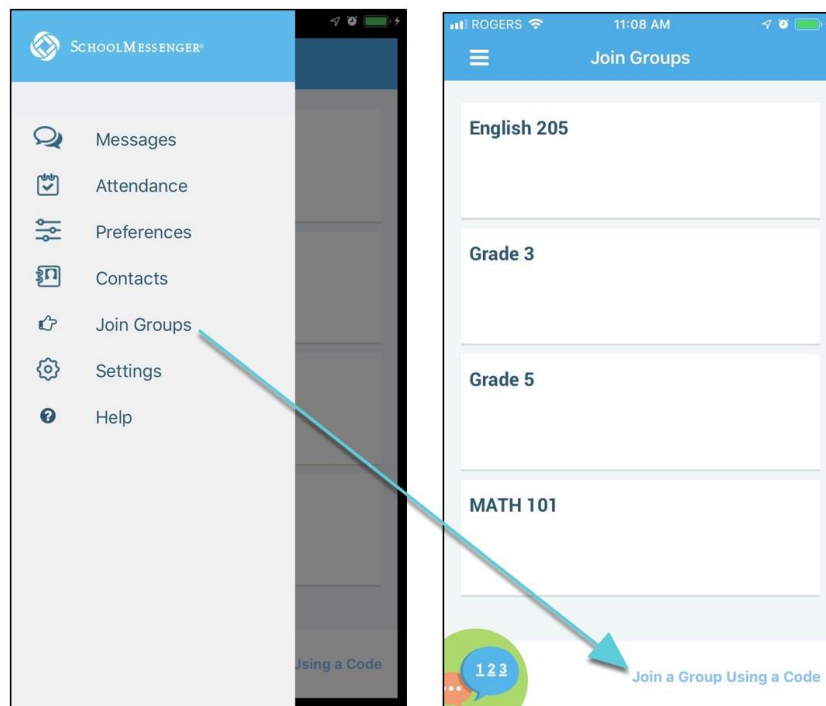 SCHOOLMESSENGER®
Messages
Attendance
Preferences
Contacts
Join Groups
Settings
Help
Using a Code
ROGERS 11:08 AM
Join Groups
English 205
Grade 3
Grade 5
MATH 101
123
Join a Group Using a Code